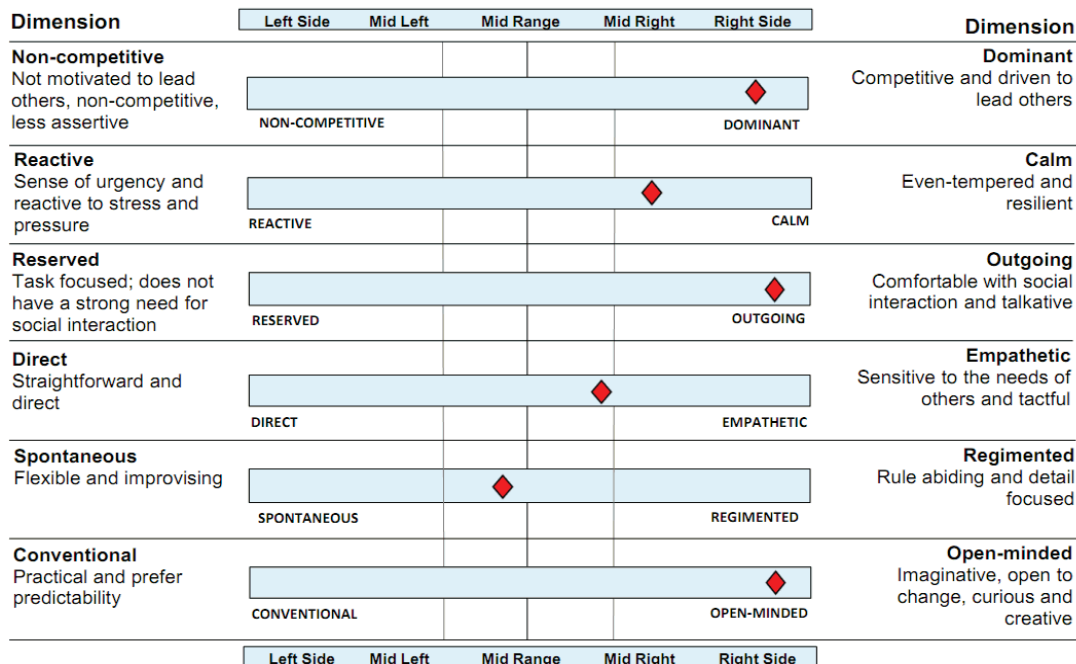 Dimension
Left Side Mid Left Mid Range Mid Right Right Side
Dimension
Non-competitive
Not motivated to lead
others, non-competitive,
less assertive
NON-COMPETITIVE
DOMINANT
Dominant
Competitive and driven to
lead others
Reactive
Sense of urgency and
reactive to stress and
pressure
REACTIVE
CALM
Calm
Even-tempered and
resilient
Reserved
Task focused; does not
have a strong need for
social interaction
RESERVED
OUTGOING
Outgoing
Comfortable with social
interaction and talkative
Direct
Straightforward and
direct
DIRECT
EMPATHETIC
Empathetic
Sensitive to the needs of
others and tactful
Spontaneous
Flexible and improvising
SPONTANEOUS
REGIMENTED
Regimented
Rule abiding and detail
focused
Conventional
Practical and prefer
predictability
CONVENTIONAL
OPEN-MINDED
Open-minded
Imaginative, open to
change, curious and
creative
Left Side Mid Left Mid Range Mid Right Right Side